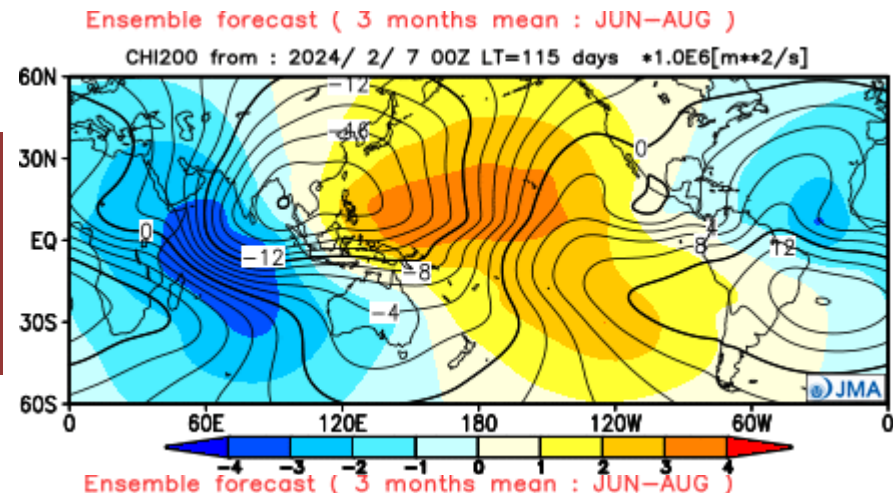 Ensemble forecast ( 3 months mean : JUN-AUG )
CHI200 from : 2024/ 2/ 7 00Z LT=115 days *1.0E6[m**2/s]
60N
-12
-16
30N
0
EQ
0
-12
-8
-4
-4
8
12
30S
60S
JMA
0 60E 120E 180 120W 60W 0
-4 -3 -2 -1 0 1 2 3 4
Ensemble forecast ( 3 months mean : JUN-AUG )